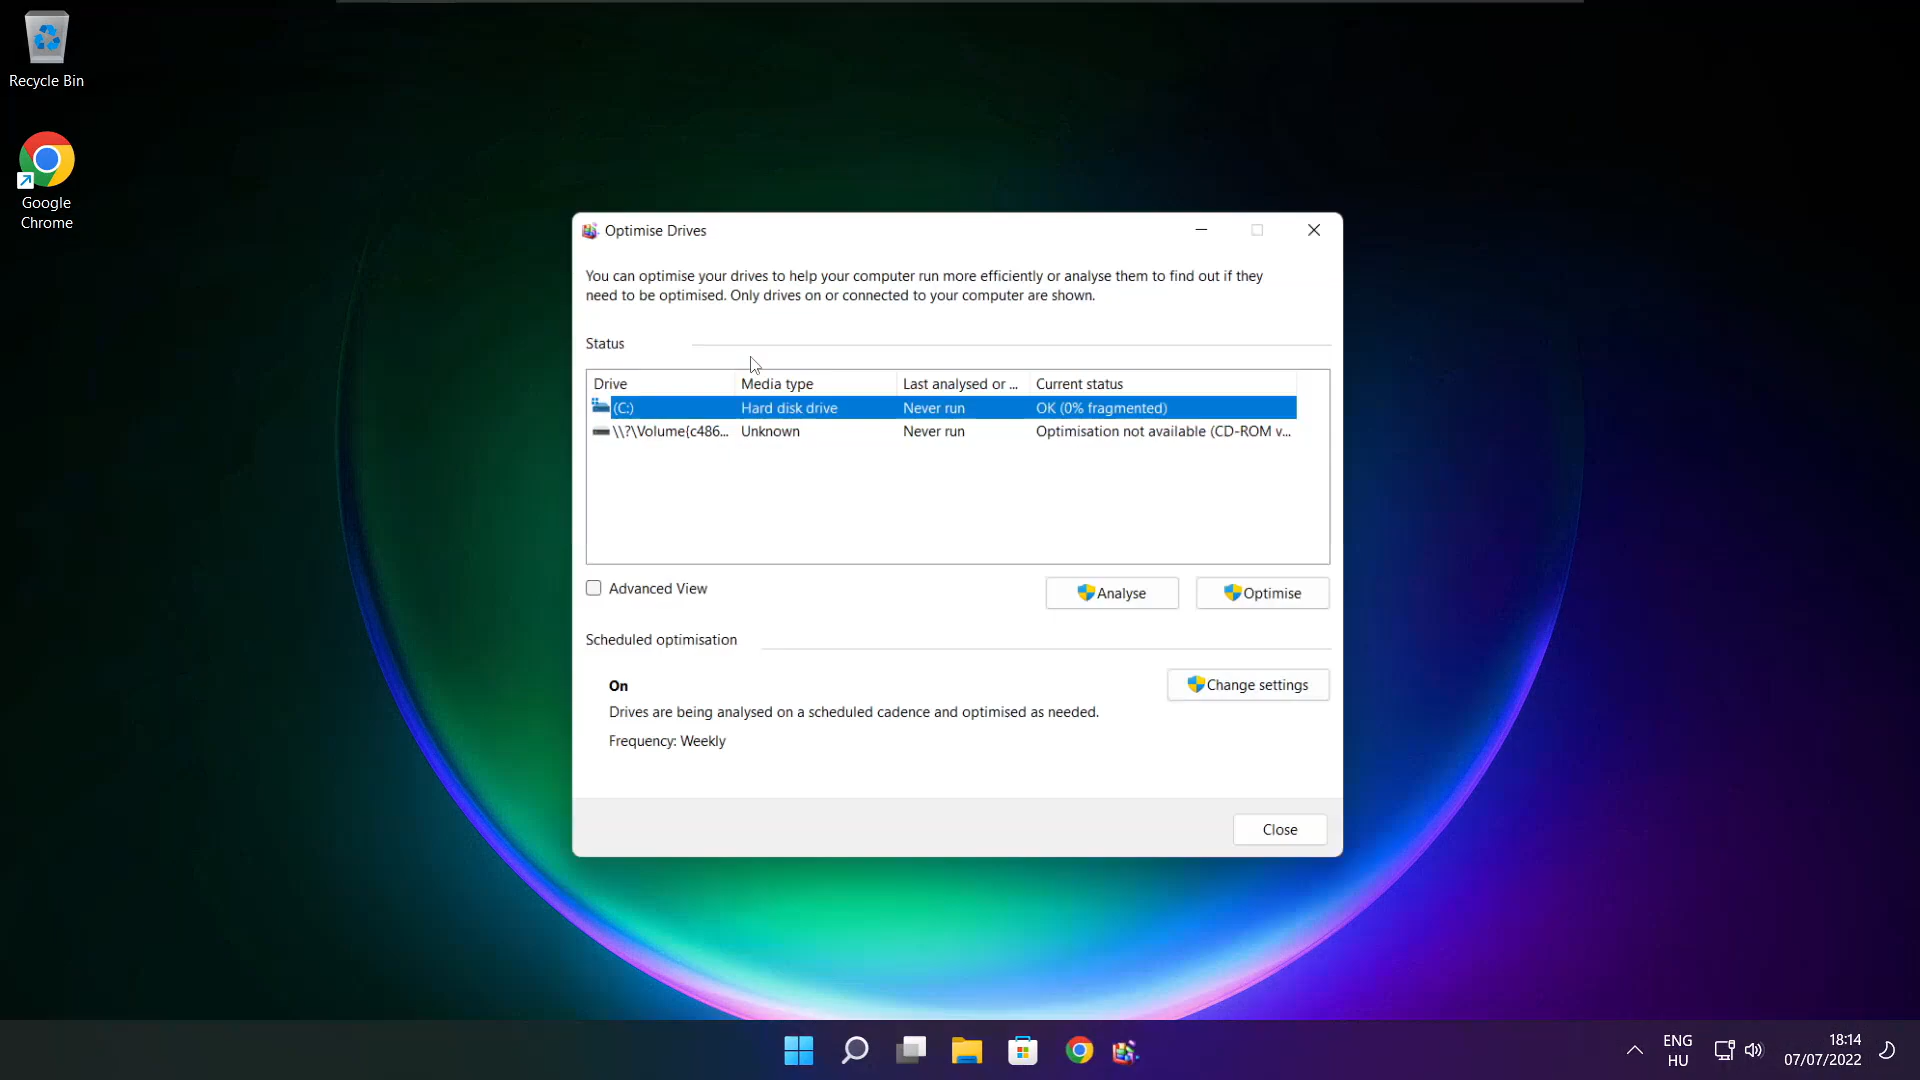 Recycle Bin
Google
Chrome
Optimise Drives
You can optimise your drives to help your computer run more efficiently or analyse them to find out if they
need to be optimised. Only drives on or connected to your computer are shown.
Status
Drive Media type Last analysed or ... Current status
(C:) Hard disk drive Never run OK (0% fragmented)
\\?\Volume{c486... Unknown Never run Optimisation not available (CD-ROM v...
Advanced View
Analyse
Optimise
Scheduled optimisation
On
Change settings
Drives are being analysed on a scheduled cadence and optimised as needed.
Frequency: Weekly
Close
ENG
HU
18:14
07/07/2022